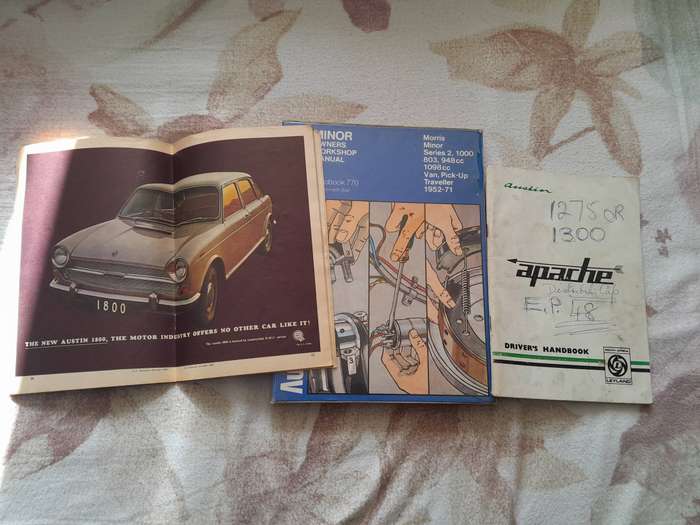 1800
THE NEW AUSTIN 1800, THE MOTOR INDUSTRY OFFERS NO OTHER CAR LIKE IT!
MINOR
OWNERS
WORKSHOP
MANUAL
Autobook 770
Morris
Minor
Series 2, 1000
803, 948cc
1098cc
Van, Pick-Up
Traveller
1952-71
Austin
1275 OR
1300
apache
E.P. 48
DRIVER'S HANDBOOK
LEYLAND